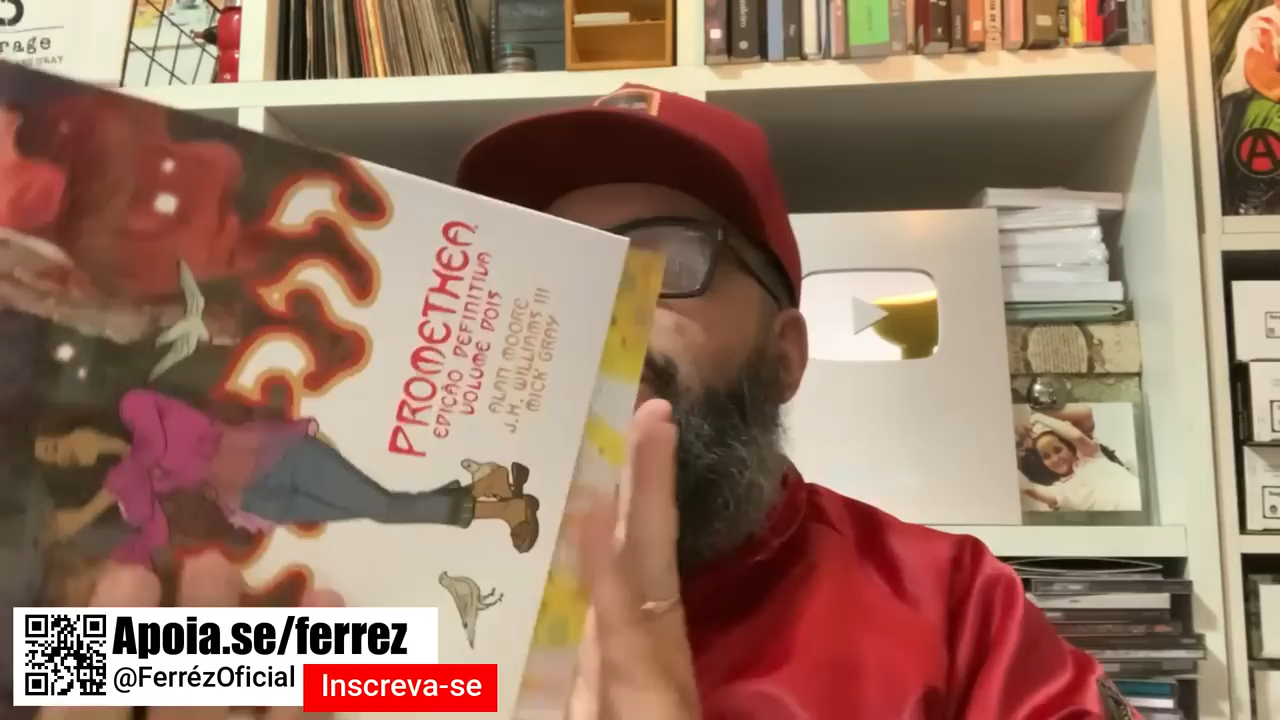 rage
PROMETHEA
EDIÇÃO DEFINITIVA
VOLUME DOIS
ALAN MOORE
J.H. WILLIAMS III
MICK GRAY
Apoia.se/ferrez
@FerrézOficial
Inscreva-se